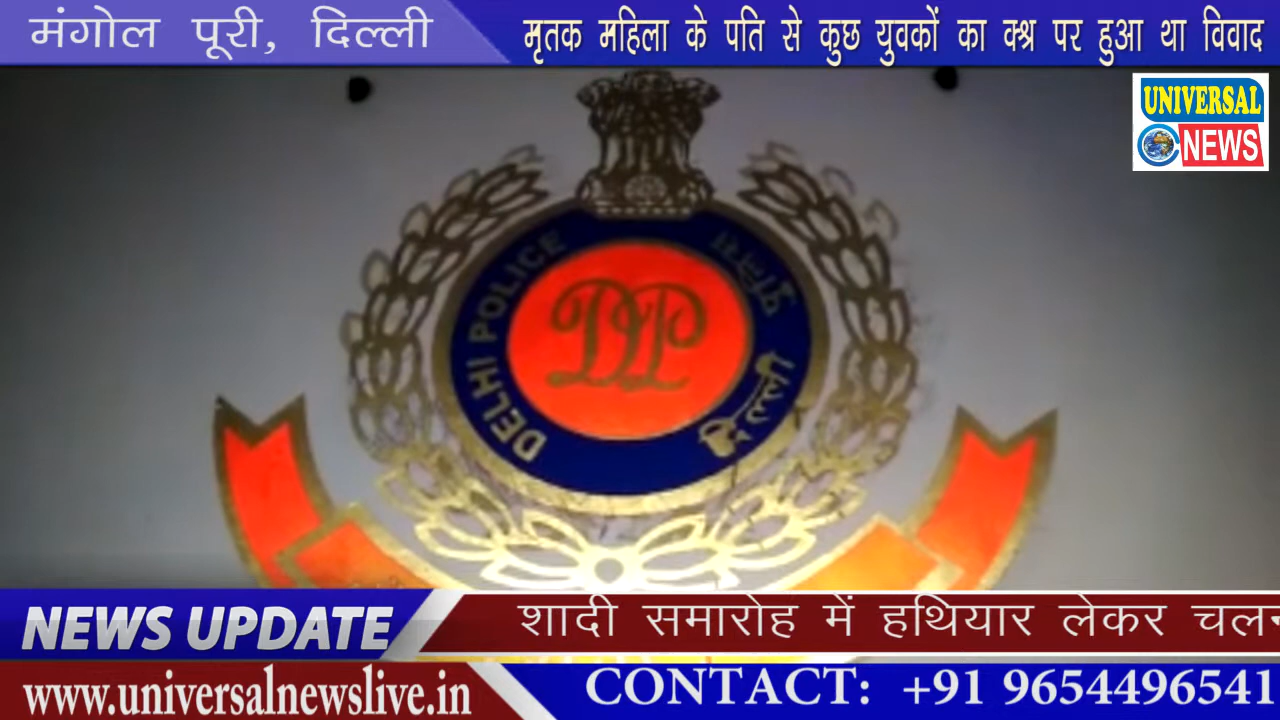 मंगोल पूरी, दिल्ली
मृतक महिला के पति से कुछ युवकों का क्श्र पर हुआ था विवाद
UNIVERSAL
NEWS
DELHI POLICE
DP
दिल्ली
NEWS UPDATE
शादी समारोह में हथियार लेकर चलन
www.universalnewslive.in
CONTACT: +91 9654496541